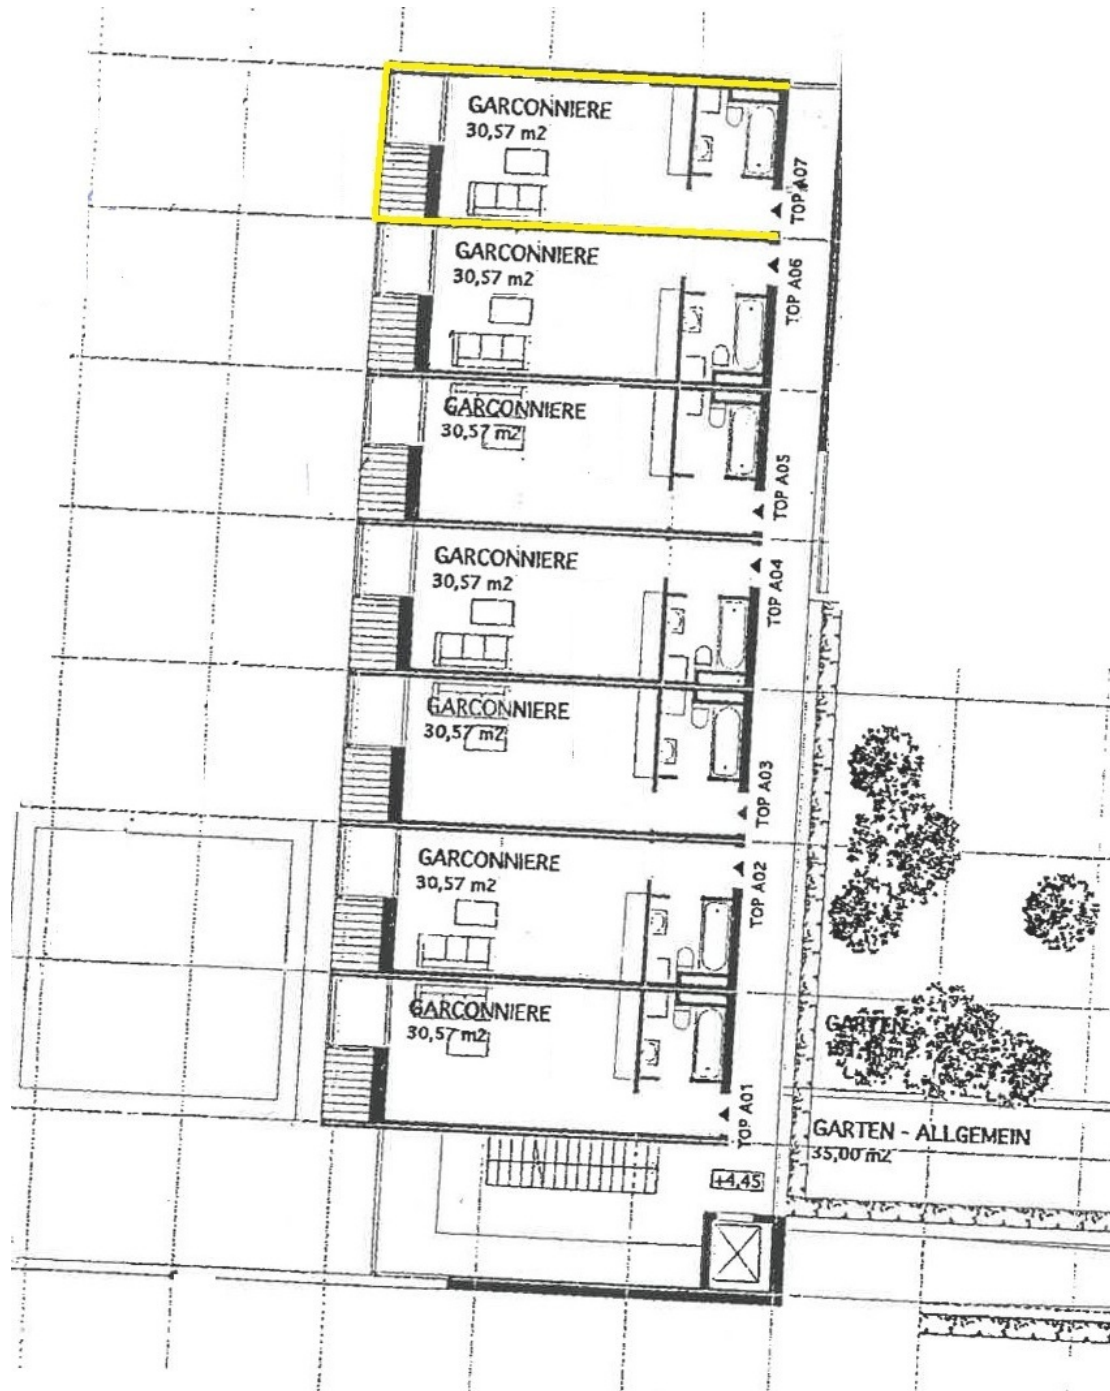 GARCONNIERE
30,57 m2
TOP A07
GARCONNIERE
30,57 m2
TOP A06
GARCONNIERE
30,57 m2
TOP A05
GARCONNIERE
30,57 m2
TOP A04
GARCONNIERE
30,57 m2
TOP A03
GARCONNIERE
30,57 m2
TOP A02
GARCONNIERE
30,57 m2
TOP A01
GARTEN
GARTEN - ALLGEMEIN
35,00 m2
+4,45